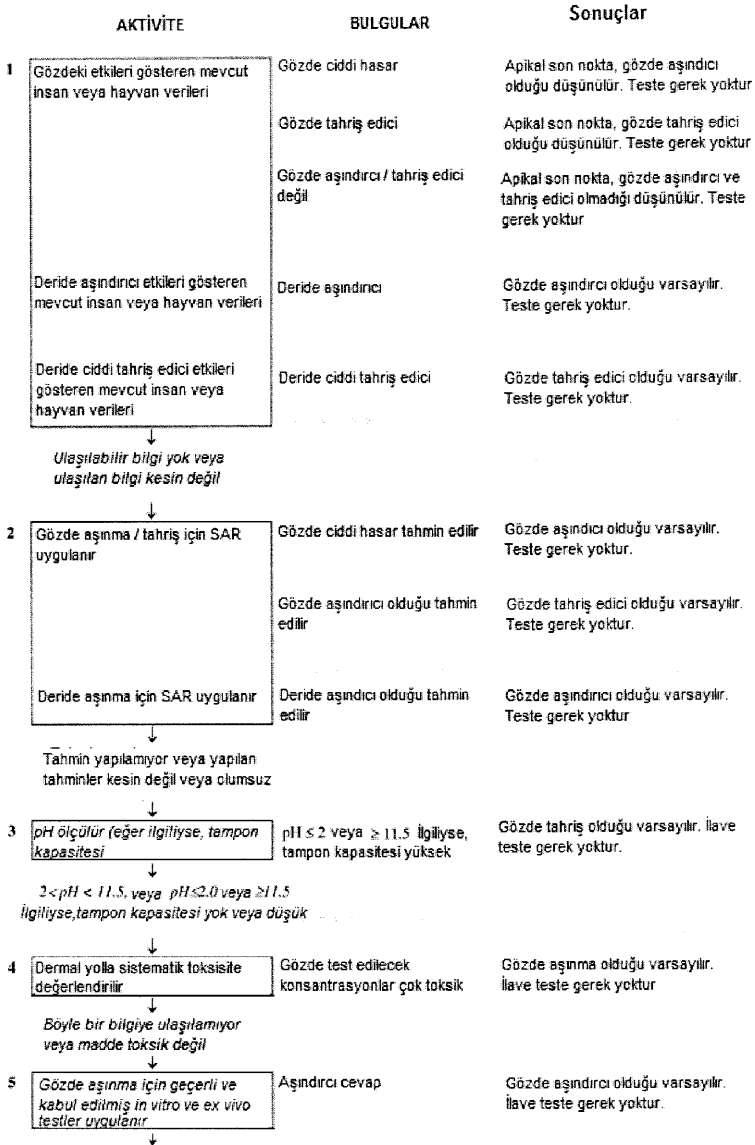 AKTİVİTE BULGULAR Sonuçlar
1 Gözdeki etkileri gösteren mevcut
insan veya hayvan verileri
Gözde ciddi hasar
Apikal son nokta, gözde aşındırıcı
olduğu düşünülür. Teste gerek yoktur
Gözde tahriş edici
Apikal son nokta, gözde tahriş edici
olduğu düşünülür. Teste gerek yoktur
Gözde aşındırcı / tahriş edici
değil
Apikal son nokta, gözde aşındırıcı ve
tahriş edici olmadığı düşünülür. Teste
gerek yoktur
Deride aşındırıcı etkileri gösteren
mevcut insan veya hayvan verileri
Deride aşındırıcı
Gözde aşındırcı olduğu varsayılır.
Teste gerek yoktur.
Deride ciddi tahriş edici etkileri
gösteren mevcut insan veya
hayvan verileri
Deride ciddi tahriş edici
Gözde tahriş edici olduğu varsayılır.
Teste gerek yoktur.
↓
Ulaşılabilir bilgi yok veya
ulaşılan bilgi kesin değil
↓
2 Gözde aşınma / tahriş için SAR
uygulanır
Gözde ciddi hasar tahmin edilir
Gözde aşındıcı olduğu varsayılır.
Teste gerek yoktur.
Gözde aşındırıcı olduğu tahmin
edilir
Gözde tahriş edici olduğu varsayılır.
Teste gerek yoktur.
Deride aşınma için SAR uygulanır
Deride aşındıcı olduğu tahmin
edilir
Gözde aşındırıcı olduğu varsayılır.
Teste gerek yoktur
↓
Tahmin yapılamıyor veya yapılan
tahminler kesin değil veya olumsuz
↓
3 pH ölçülür (eğer ilgiliyse, tampon
kapasitesi
pH ≤ 2 veya ≥ 11.5 İlgiliyse,
tampon kapasitesi yüksek
Gözde tahriş olduğu varsayılır. İlave
teste gerek yoktur.
↓
2<pH < 11.5, veya pH≤2.0 veya ≥11.5
İlgiliyse,tampon kapasitesi yok veya düşük
↓
4 Dermal yolla sistematik toksisite
değerlendirilir
Gözde test edilecek
konsantrasyonlar çok toksik
Gözde aşınma olduğu varsayılır.
İlave teste gerek yoktur
↓
Böyle bir bilgiye ulaşılamıyor
veya madde toksik değil
↓
5 Gözde aşınma için geçerli ve
kabul edilmiş in vitro ve ex vivo
testler uygulanır
Aşındırcı cevap
Gözde aşındırcı olduğu varsayılır.
İlave teste gerek yoktur.
↓